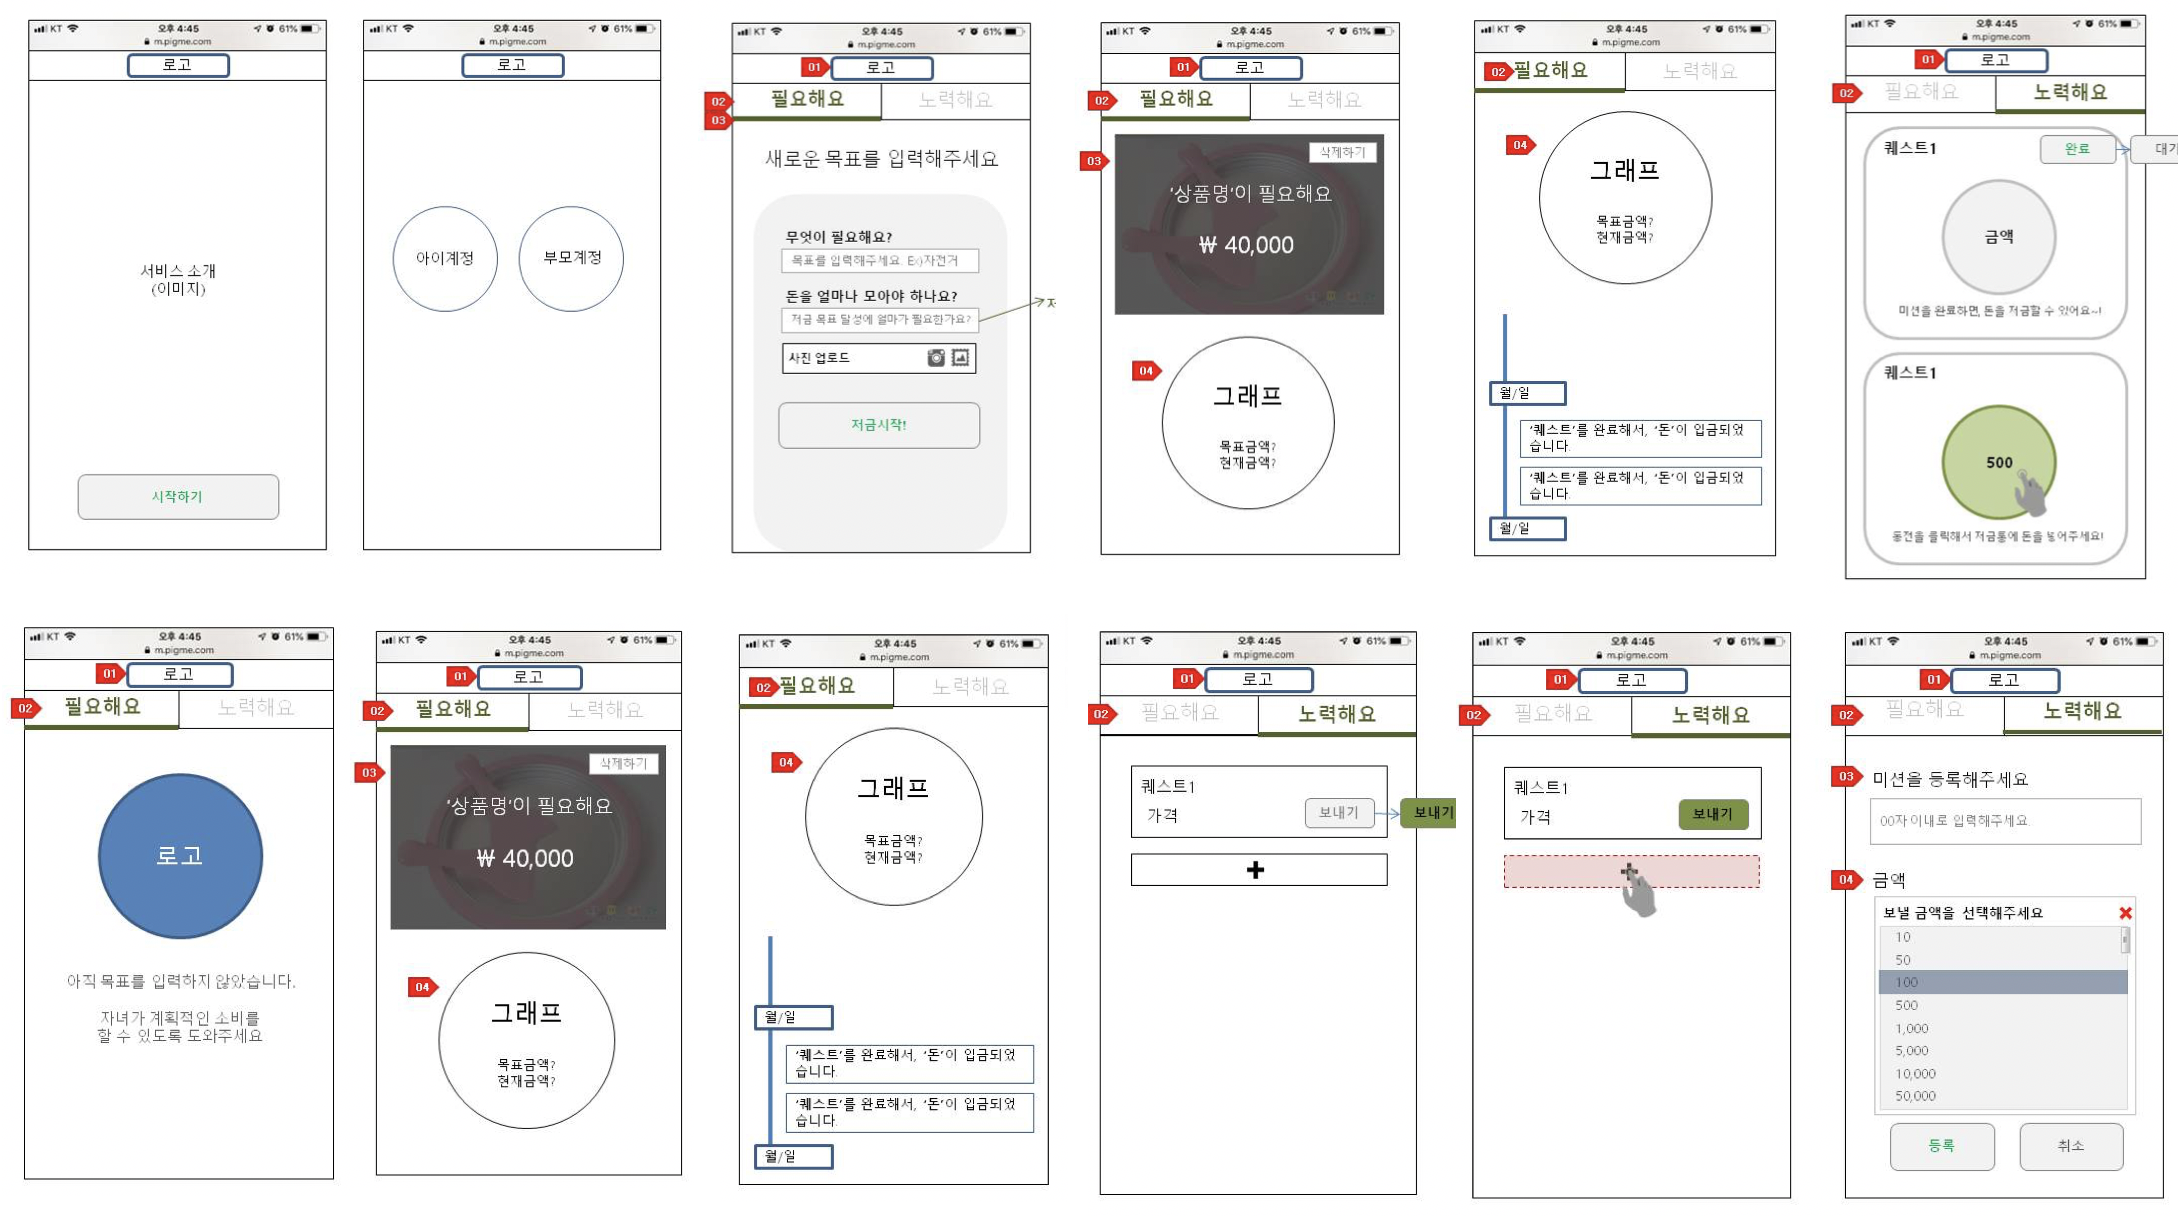 KT
오후 4:45
61%
m.pigme.com
로고
서비스 소개
(이미지)
시작하기
KT
오후 4:45
61%
m.pigme.com
로고
아이계정
부모계정
KT
오후 4:45
61%
m.pigme.com
01
로고
02
필요해요
노력해요
03
새로운 목표를 입력해주세요
무엇이 필요해요?
목표를 입력해주세요. Ex)자전거
돈을 얼마나 모아야 하나요?
저금 목표 달성에 얼마가 필요한가요?
사진 업로드
저금시작!
KT
오후 4:45
61%
m.pigme.com
01
로고
02
필요해요
노력해요
03
삭제하기
'상품명'이 필요해요
₩ 40,000
04
그래프
목표금액?
현재금액?
KT
오후 4:45
61%
m.pigme.com
02
필요해요
노력해요
04
그래프
목표금액?
현재금액?
월/일
'퀘스트'를 완료해서, '돈'이 입금되었
습니다.
'퀘스트'를 완료해서, '돈'이 입금되었
습니다.
월/일
KT
오후 4:45
61%
m.pigme.com
01
로고
02
필요해요
노력해요
퀘스트1
완료
대기
금액
미션을 완료하면, 돈을 저금할 수 있어요~!
퀘스트1
500
동전을 클릭해서 저금통에 돈을 넣어주세요!
KT
오후 4:45
61%
m.pigme.com
01
로고
02
필요해요
노력해요
로고
아직 목표를 입력하지 않았습니다.
자녀가 계획적인 소비를
할 수 있도록 도와주세요
KT
오후 4:45
61%
m.pigme.com
01
로고
02
필요해요
노력해요
03
삭제하기
'상품명'이 필요해요
₩ 40,000
04
그래프
목표금액?
현재금액?
KT
오후 4:45
61%
m.pigme.com
02
필요해요
노력해요
04
그래프
목표금액?
현재금액?
월/일
'퀘스트'를 완료해서, '돈'이 입금되었
습니다.
'퀘스트'를 완료해서, '돈'이 입금되었
습니다.
월/일
KT
오후 4:45
61%
m.pigme.com
01
로고
02
필요해요
노력해요
퀘스트1
가격
보내기
보내기
+
KT
오후 4:45
61%
m.pigme.com
01
로고
02
필요해요
노력해요
퀘스트1
가격
보내기
+
KT
오후 4:45
61%
m.pigme.com
01
로고
02
필요해요
노력해요
03
미션을 등록해주세요
00자 이내로 입력해주세요.
04
금액
보낼 금액을 선택해주세요
10
50
100
500
1,000
5,000
10,000
50,000
등록
취소